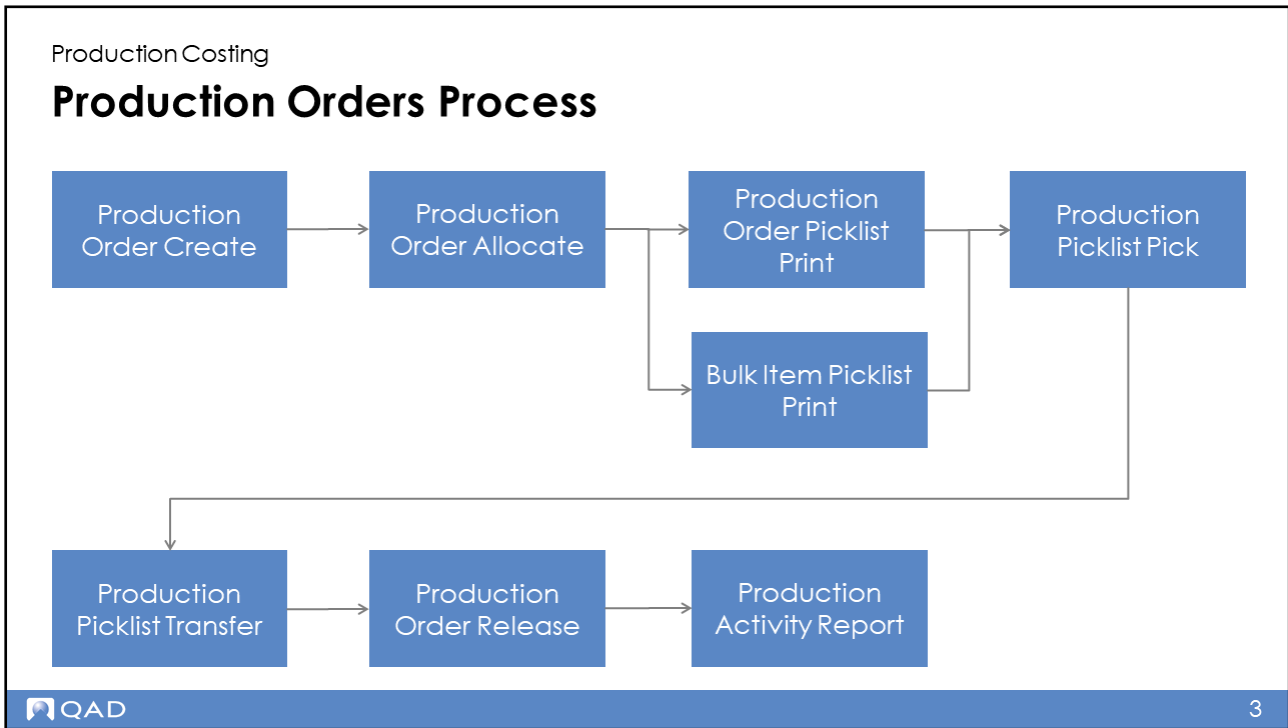 Production Costing
Production Orders Process
Production
Order Create
Production
Order Allocate
Production
Order Picklist
Print
Production
Picklist Pick
Bulk Item Picklist
Print
Production
Picklist Transfer
Production
Order Release
Production
Activity Report
QAD
3